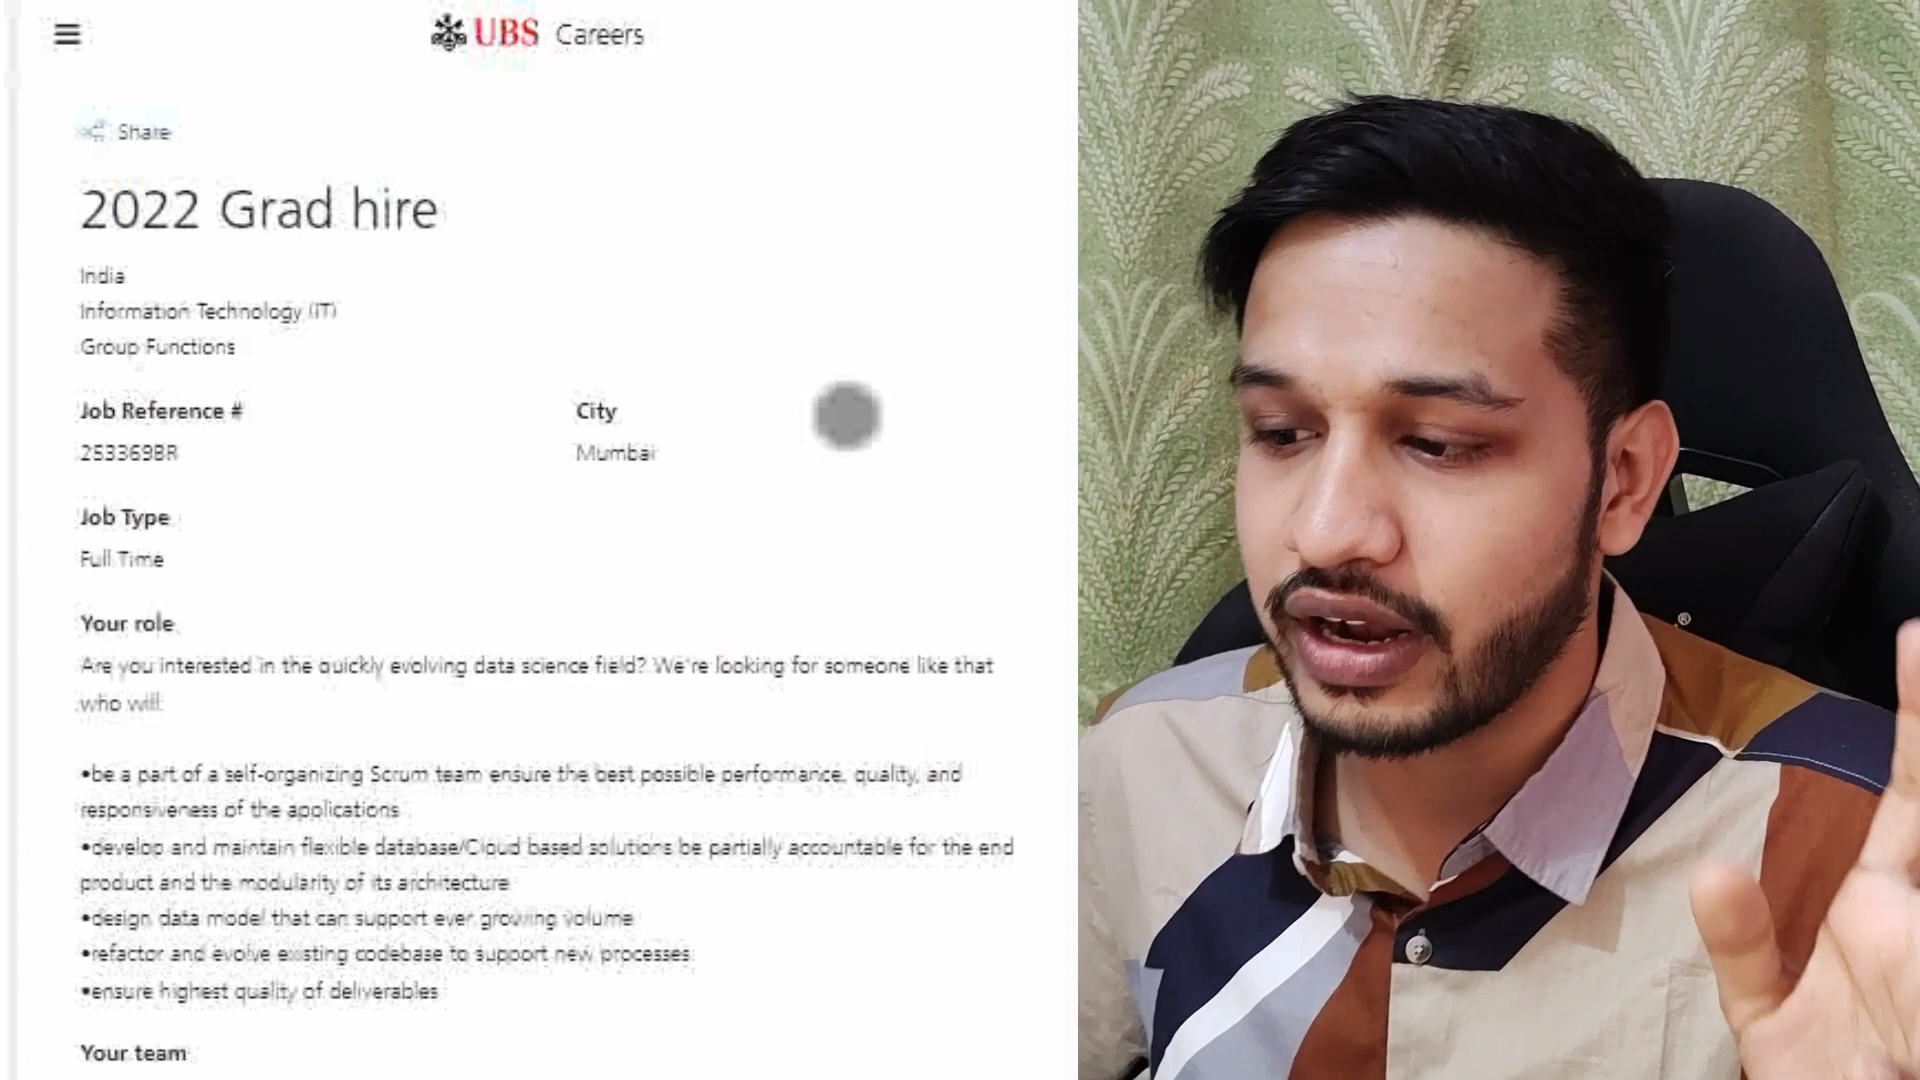 UBS Careers
Share
2022 Grad hire
India
Information Technology (IT)
Group Functions
Job Reference #
City
253369BR
Mumbai
Job Type
Full Time
Your role
Are you interested in the quickly evolving data science field? We're looking for someone like that
who will:
•be a part of a self-organizing Scrum team ensure the best possible performance, quality, and
responsiveness of the applications
•develop and maintain flexible database/Cloud based solutions be partially accountable for the end
product and the modularity of its architecture
•design data model that can support ever growing volume
•refactor and evolve existing codebase to support new processes
•ensure highest quality of deliverables
Your team
®